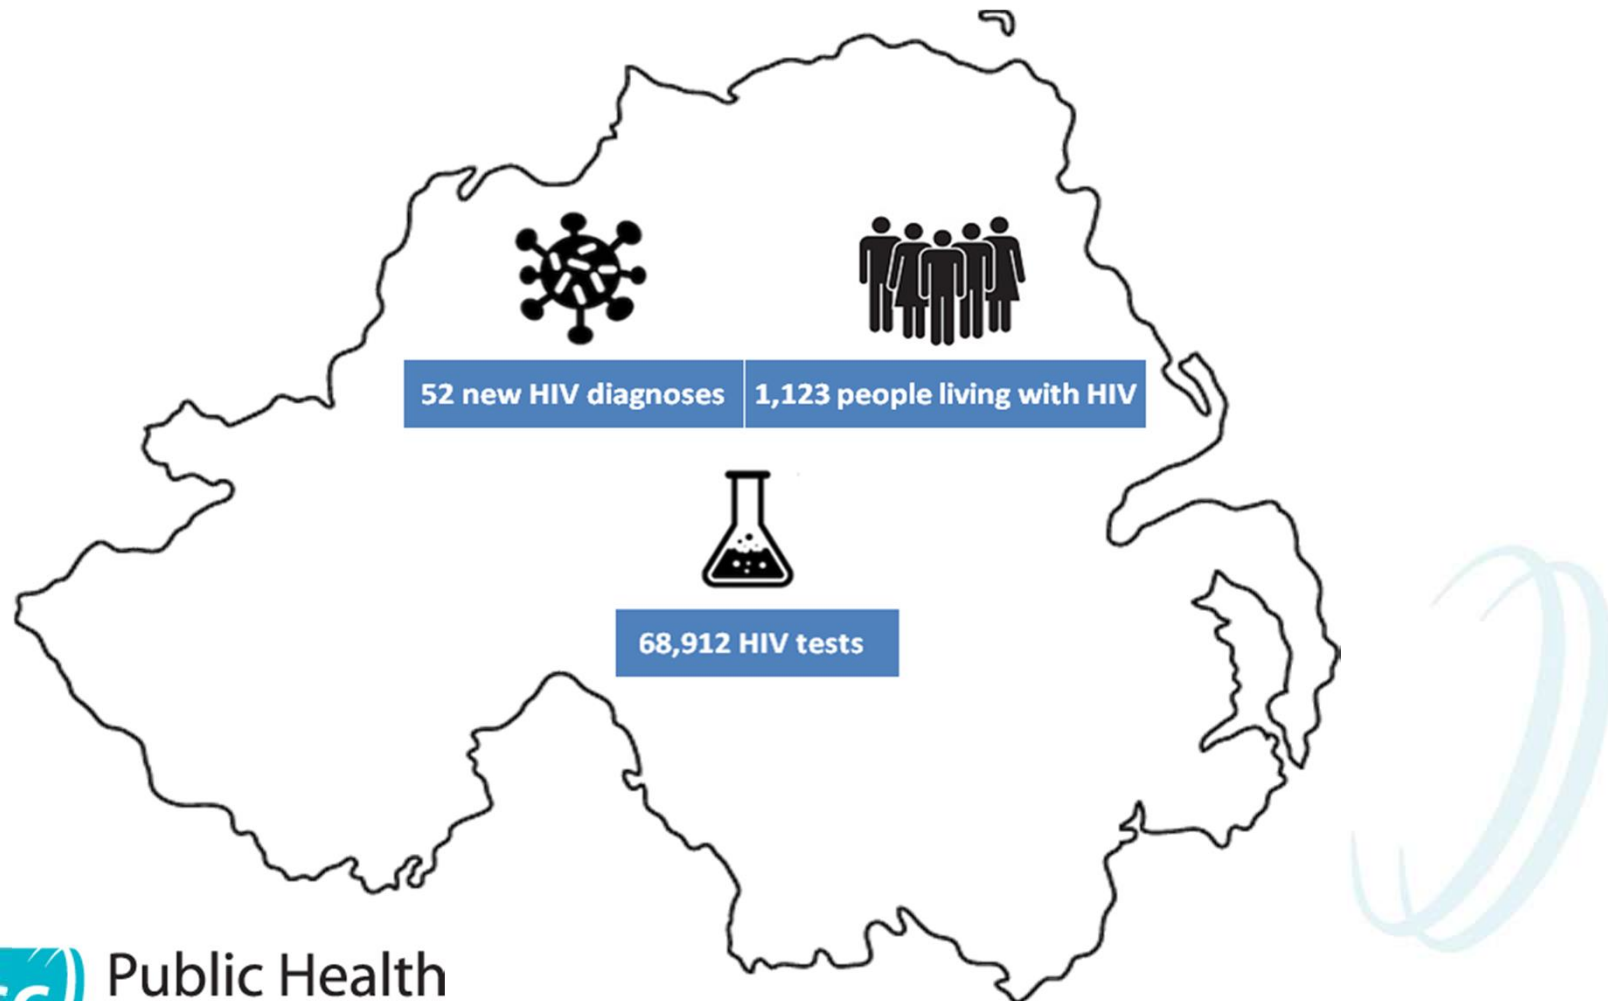 52 new HIV diagnoses
1,123 people living with HIV
68,912 HIV tests
Public Health